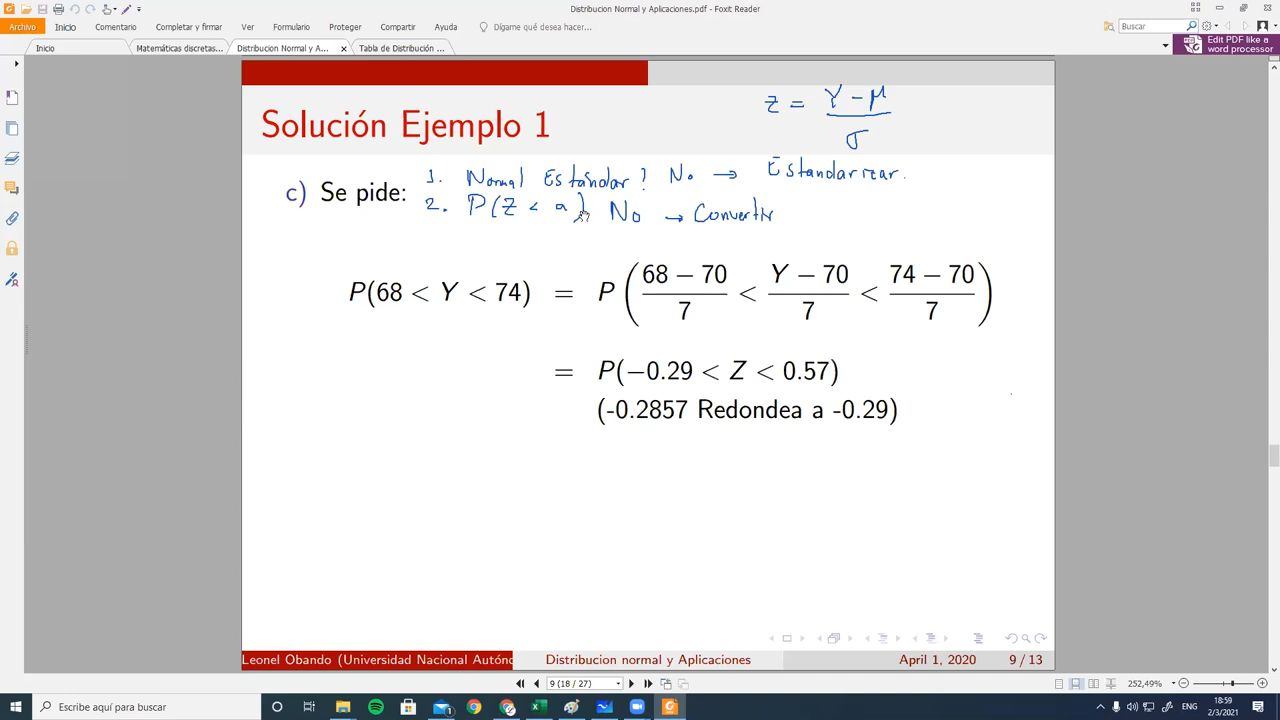 Distribucion Normal y Aplicaciones.pdf - Foxit Reader
Archivo Inicio Comentario Completar y firmar Ver Formulario Proteger Compartir Ayuda Dígame qué desea hacer... Buscar
Edit PDF like a word processor
Inicio Matemáticas discretas... Distribucion Normal y A... Tabla de Distribución ...
Z = Y - μ / σ
Solución Ejemplo 1
1. Normal Estándar? No → Estandarizar.
c) Se pide:
2. P(Z < a) No → Convertir
P(68 < Y < 74) = P( 68 − 70 / 7 < Y − 70 / 7 < 74 − 70 / 7 )
= P(−0.29 < Z < 0.57)
(-0.2857 Redondea a -0.29)
Leonel Obando (Universidad Nacional Autónc Distribucion normal y Aplicaciones April 1, 2020 9 / 13
9 (18 / 27) 252,49%
Escribe aquí para buscar
18:59
2/3/2021